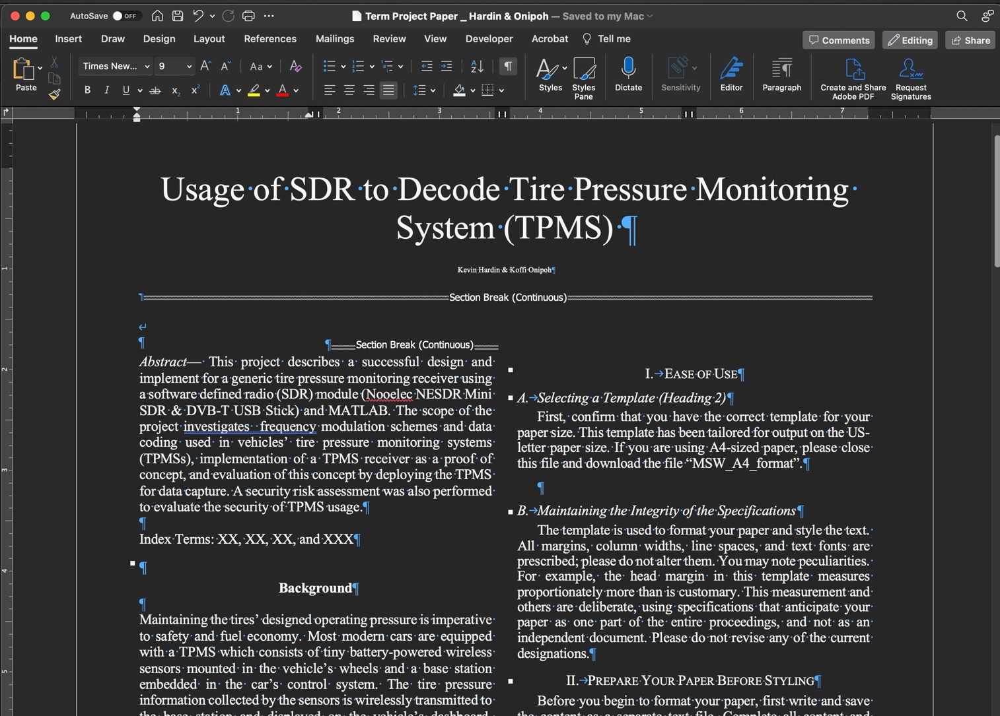 AutoSave OFF
Term Project Paper _ Hardin & Onipoh — Saved to my Mac
Home Insert Draw Design Layout References Mailings Review View Developer Acrobat Tell me
Comments Editing Share
Times New... 9
Paste
Styles
Styles Pane
Dictate
Sensitivity
Editor
Paragraph
Create and Share Adobe PDF
Request Signatures
1 2 3 4 5 6 7
Usage of SDR to Decode Tire Pressure Monitoring
System (TPMS) ¶
Kevin Hardin & Koffi Onipoh¶
Section Break (Continuous)
Section Break (Continuous)
Abstract— This project describes a successful design and
implement for a generic tire pressure monitoring receiver using
a software defined radio (SDR) module (Nooelec NESDR Mini
SDR & DVB-T USB Stick) and MATLAB. The scope of the
project investigates  frequency modulation schemes and data
coding used in vehicles’ tire pressure monitoring systems
(TPMSs), implementation of a TPMS receiver as a proof of
concept, and evaluation of this concept by deploying the TPMS
for data capture. A security risk assessment was also performed
to evaluate the security of TPMS usage.¶
¶
Index Terms: XX, XX, XX, and XXX¶
¶
Background¶
¶
Maintaining the tires’ designed operating pressure is imperative
to safety and fuel economy. Most modern cars are equipped
with a TPMS which consists of tiny battery-powered wireless
sensors mounted in the vehicle’s wheels and a base station
embedded in the car’s control system. The tire pressure
information collected by the sensors is wirelessly transmitted to
the base station and displayed on the vehicle’s dashboard.
I.→EASE OF USE¶
A.→Selecting a Template (Heading 2)¶
First, confirm that you have the correct template for your
paper size. This template has been tailored for output on the US-
letter paper size. If you are using A4-sized paper, please close
this file and download the file “MSW_A4_format”.¶
¶
B.→Maintaining the Integrity of the Specifications¶
The template is used to format your paper and style the text.
All margins, column widths, line spaces, and text fonts are
prescribed; please do not alter them. You may note peculiarities.
For example, the head margin in this template measures
proportionately more than is customary. This measurement and
others are deliberate, using specifications that anticipate your
paper as one part of the entire proceedings, and not as an
independent document. Please do not revise any of the current
designations.¶
II.→PREPARE YOUR PAPER BEFORE STYLING¶
Before you begin to format your paper, first write and save
the content as a separate text file. Complete all content and